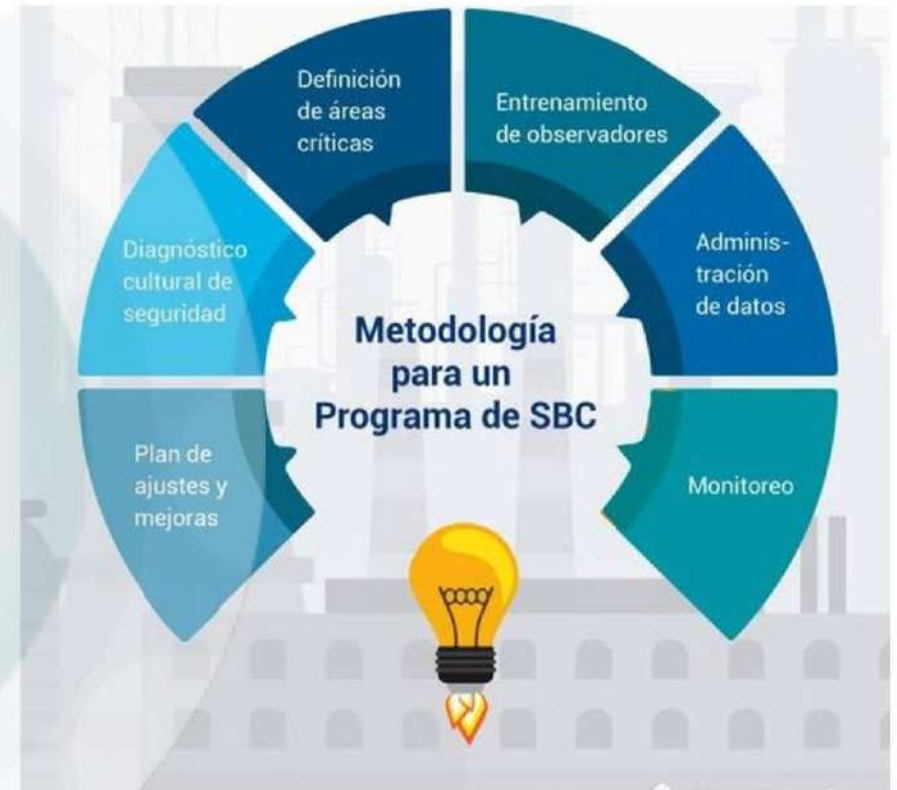 Definición
de áreas
críticas
Entrenamiento
de observadores
Diagnóstico
cultural de
seguridad
Adminis-
tración
de datos
Metodología
para un
Programa de SBC
Plan de
ajustes y
mejoras
Monitoreo